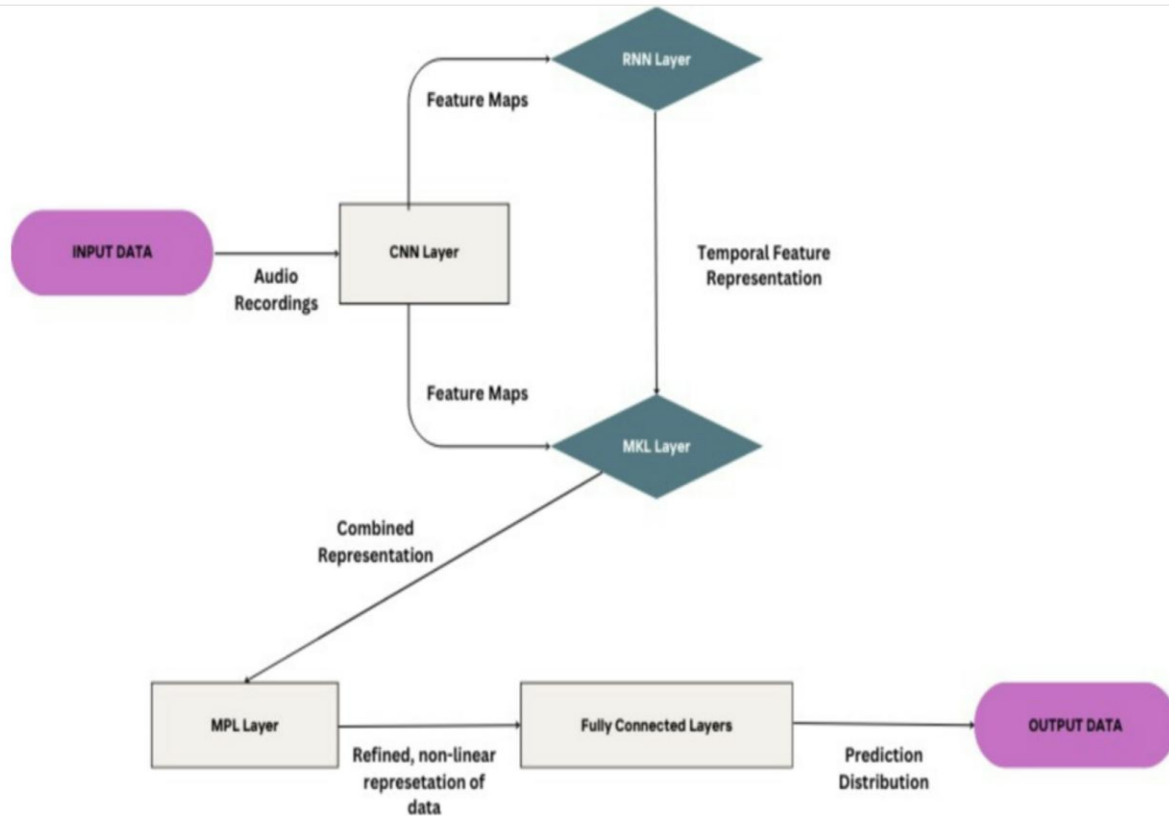 RNN Layer
Feature Maps
INPUT DATA
CNN Layer
Audio
Recordings
Temporal Feature
Representation
Feature Maps
MKL Layer
Combined
Representation
MPL Layer
Fully Connected Layers
OUTPUT DATA
Refined, non-linear
represetation of
data
Prediction
Distribution